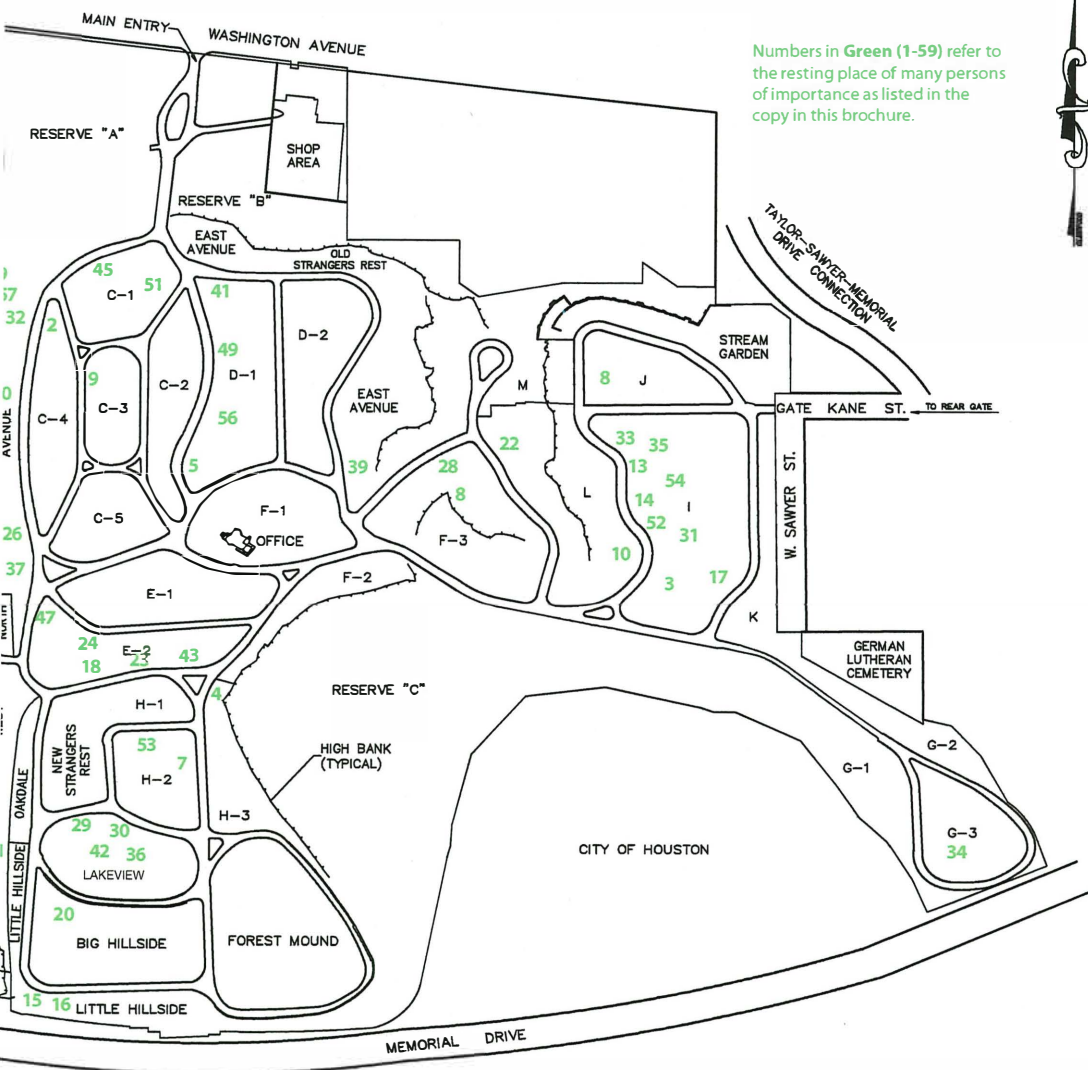 MAIN ENTRY
WASHINGTON AVENUE
Numbers in Green (1-59) refer to
the resting place of many persons
of importance as listed in the
copy in this brochure.
RESERVE "A"
SHOP
AREA
RESERVE "B"
EAST
AVENUE
OLD
STRANGERS REST
TAYLOR-SAWYER-MEMORIAL
DRIVE CONNECTION
45
51
C-1
41
57
32
2
D-2
STREAM
GARDEN
49
9
C-2
D-1
M
8
J
C-3
EAST
AVENUE
GATE KANE ST.
TO REAR GATE
AVENUE
C-4
56
22
33
35
5
39
28
13
54
8
L
14
I
W. SAWYER ST.
C-5
F-1
52
31
26
OFFICE
F-3
10
37
F-2
3
17
E-1
47
K
24
E-2
23
43
18
GERMAN
LUTHERAN
CEMETERY
4
RESERVE "C"
H-1
NEW
STRANGERS
REST
53
7
H-2
HIGH BANK
(TYPICAL)
G-2
G-1
OAKDALE
H-3
29
30
42
36
LAKEVIEW
CITY OF HOUSTON
G-3
34
LITTLE HILLSIDE
20
BIG HILLSIDE
FOREST MOUND
15
16
LITTLE HILLSIDE
MEMORIAL DRIVE